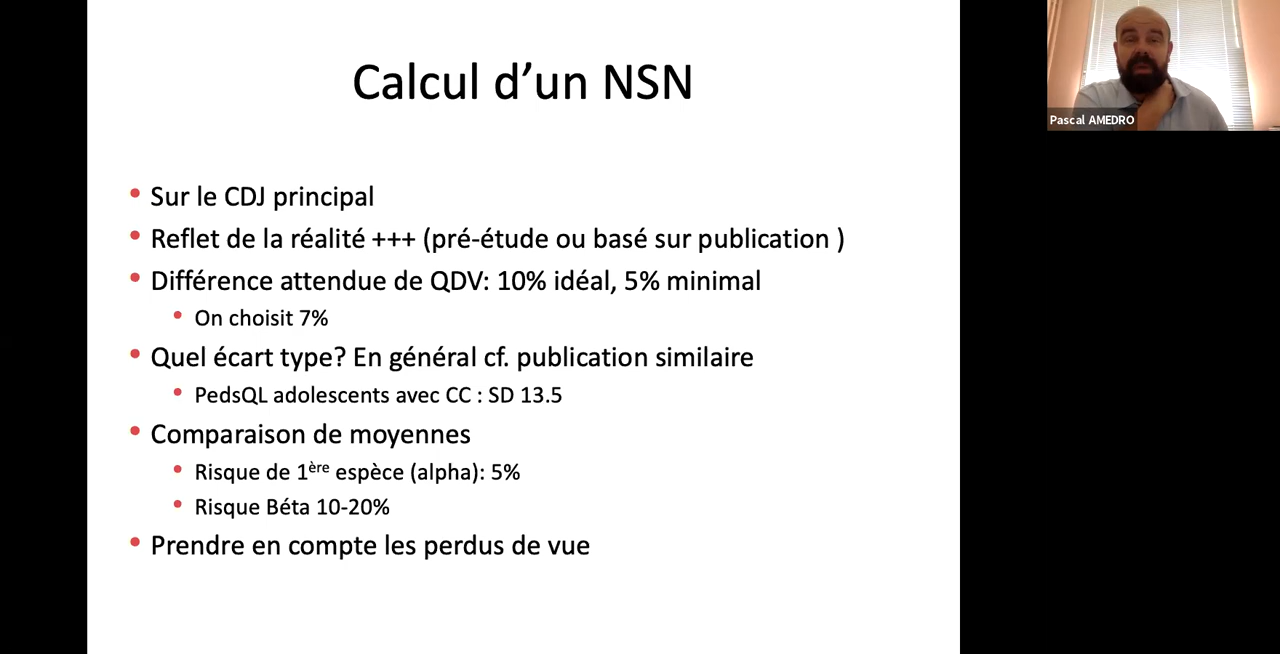 Calcul d’un NSN
Pascal AMEDRO
• Sur le CDJ principal
• Reflet de la réalité +++ (pré-étude ou basé sur publication )
• Différence attendue de QDV: 10% idéal, 5% minimal
• On choisit 7%
• Quel écart type? En général cf. publication similaire
• PedsQL adolescents avec CC : SD 13.5
• Comparaison de moyennes
• Risque de 1ère espèce (alpha): 5%
• Risque Béta 10-20%
• Prendre en compte les perdus de vue